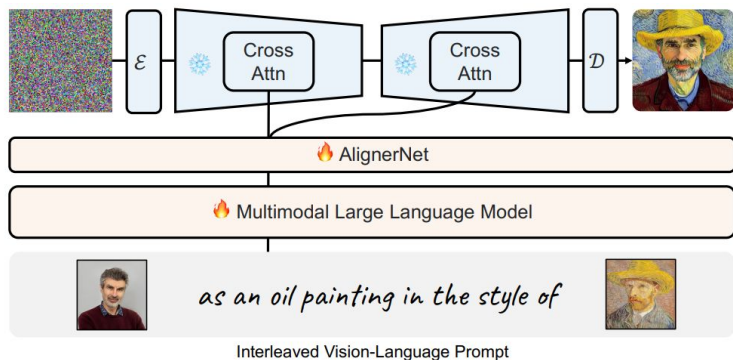 ℰ
Cross
Attn
Cross
Attn
𝒟
AlignerNet
Multimodal Large Language Model
as an oil painting in the style of
Interleaved Vision-Language Prompt